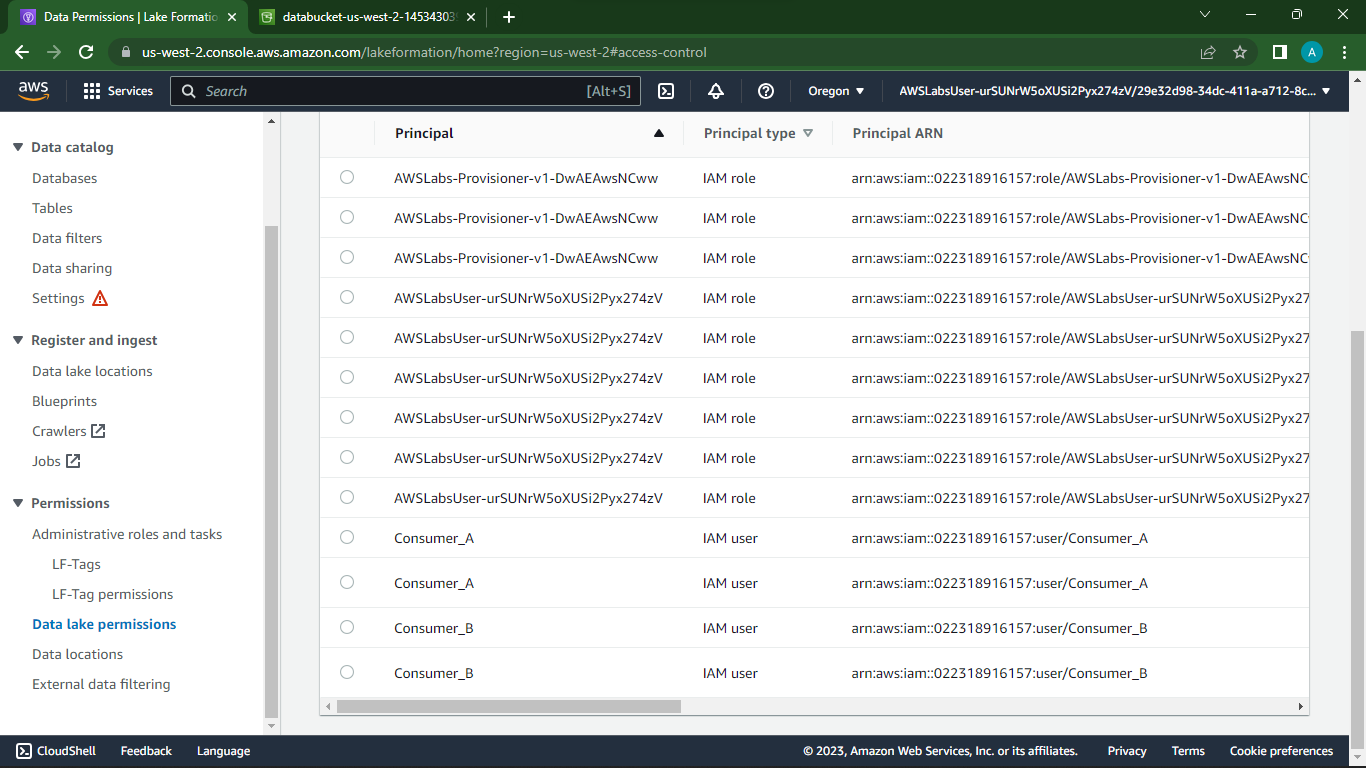 Data Permissions | Lake Formatio
databucket-us-west-2-14534303
us-west-2.console.aws.amazon.com/lakeformation/home?region=us-west-2#access-control
A
aws
Services
Search
[Alt+S]
Oregon
AWSLabsUser-urSUNrW5oXUSi2Pyx274zV/29e32d98-34dc-411a-a712-8c...
Data catalog
Databases
Tables
Data filters
Data sharing
Settings
Register and ingest
Data lake locations
Blueprints
Crawlers
Jobs
Permissions
Administrative roles and tasks
LF-Tags
LF-Tag permissions
Data lake permissions
Data locations
External data filtering
Principal Principal type Principal ARN
AWSLabs-Provisioner-v1-DwAEAwsNCww IAM role arn:aws:iam::022318916157:role/AWSLabs-Provisioner-v1-DwAEAwsNC
AWSLabs-Provisioner-v1-DwAEAwsNCww IAM role arn:aws:iam::022318916157:role/AWSLabs-Provisioner-v1-DwAEAwsNC
AWSLabs-Provisioner-v1-DwAEAwsNCww IAM role arn:aws:iam::022318916157:role/AWSLabs-Provisioner-v1-DwAEAwsNC
AWSLabsUser-urSUNrW5oXUSi2Pyx274zV IAM role arn:aws:iam::022318916157:role/AWSLabsUser-urSUNrW5oXUSi2Pyx27
AWSLabsUser-urSUNrW5oXUSi2Pyx274zV IAM role arn:aws:iam::022318916157:role/AWSLabsUser-urSUNrW5oXUSi2Pyx27
AWSLabsUser-urSUNrW5oXUSi2Pyx274zV IAM role arn:aws:iam::022318916157:role/AWSLabsUser-urSUNrW5oXUSi2Pyx27
AWSLabsUser-urSUNrW5oXUSi2Pyx274zV IAM role arn:aws:iam::022318916157:role/AWSLabsUser-urSUNrW5oXUSi2Pyx27
AWSLabsUser-urSUNrW5oXUSi2Pyx274zV IAM role arn:aws:iam::022318916157:role/AWSLabsUser-urSUNrW5oXUSi2Pyx27
AWSLabsUser-urSUNrW5oXUSi2Pyx274zV IAM role arn:aws:iam::022318916157:role/AWSLabsUser-urSUNrW5oXUSi2Pyx27
Consumer_A IAM user arn:aws:iam::022318916157:user/Consumer_A
Consumer_A IAM user arn:aws:iam::022318916157:user/Consumer_A
Consumer_B IAM user arn:aws:iam::022318916157:user/Consumer_B
Consumer_B IAM user arn:aws:iam::022318916157:user/Consumer_B
CloudShell Feedback Language © 2023, Amazon Web Services, Inc. or its affiliates. Privacy Terms Cookie preferences